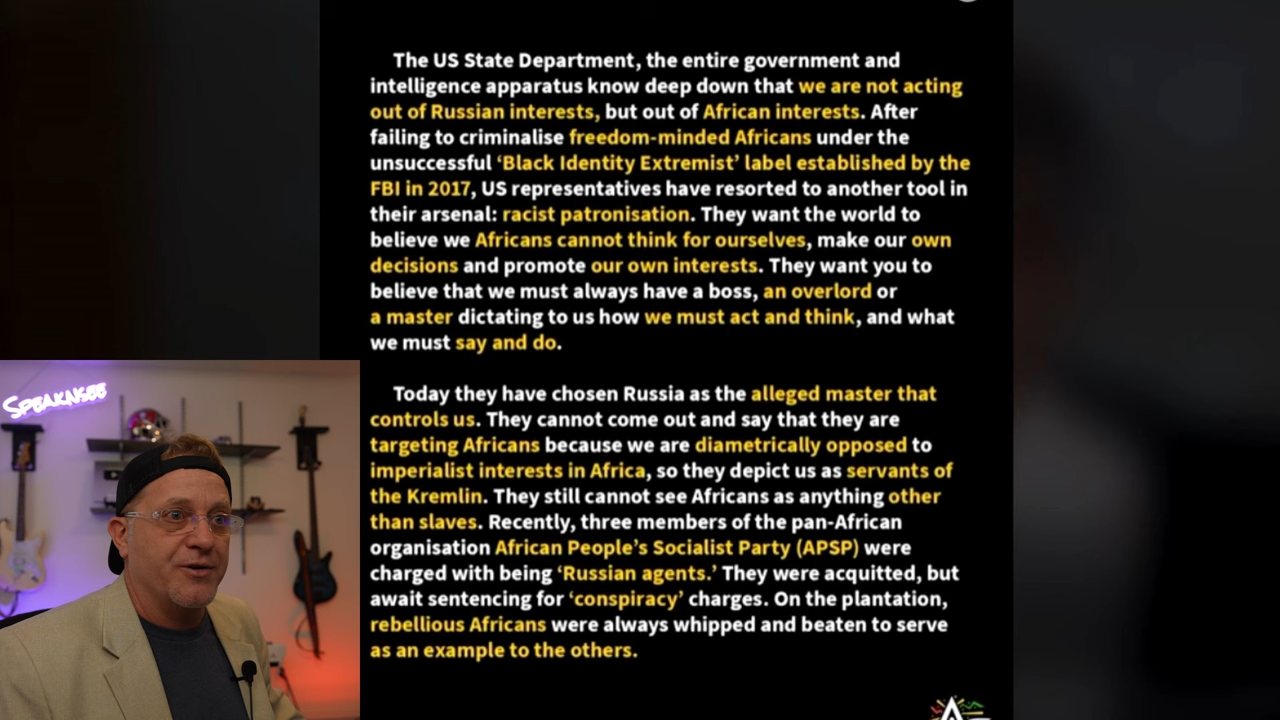 The US State Department, the entire government and
intelligence apparatus know deep down that we are not acting
out of Russian interests, but out of African interests. After
failing to criminalise freedom-minded Africans under the
unsuccessful ‘Black Identity Extremist’ label established by the
FBI in 2017, US representatives have resorted to another tool in
their arsenal: racist patronisation. They want the world to
believe we Africans cannot think for ourselves, make our own
decisions and promote our own interests. They want you to
believe that we must always have a boss, an overlord or
a master dictating to us how we must act and think, and what
we must say and do.
Today they have chosen Russia as the alleged master that
controls us. They cannot come out and say that they are
targeting Africans because we are diametrically opposed to
imperialist interests in Africa, so they depict us as servants of
the Kremlin. They still cannot see Africans as anything other
than slaves. Recently, three members of the pan-African
organisation African People’s Socialist Party (APSP) were
charged with being ‘Russian agents.’ They were acquitted, but
await sentencing for ‘conspiracy’ charges. On the plantation,
rebellious Africans were always whipped and beaten to serve
as an example to the others.
SPEAKNSEE